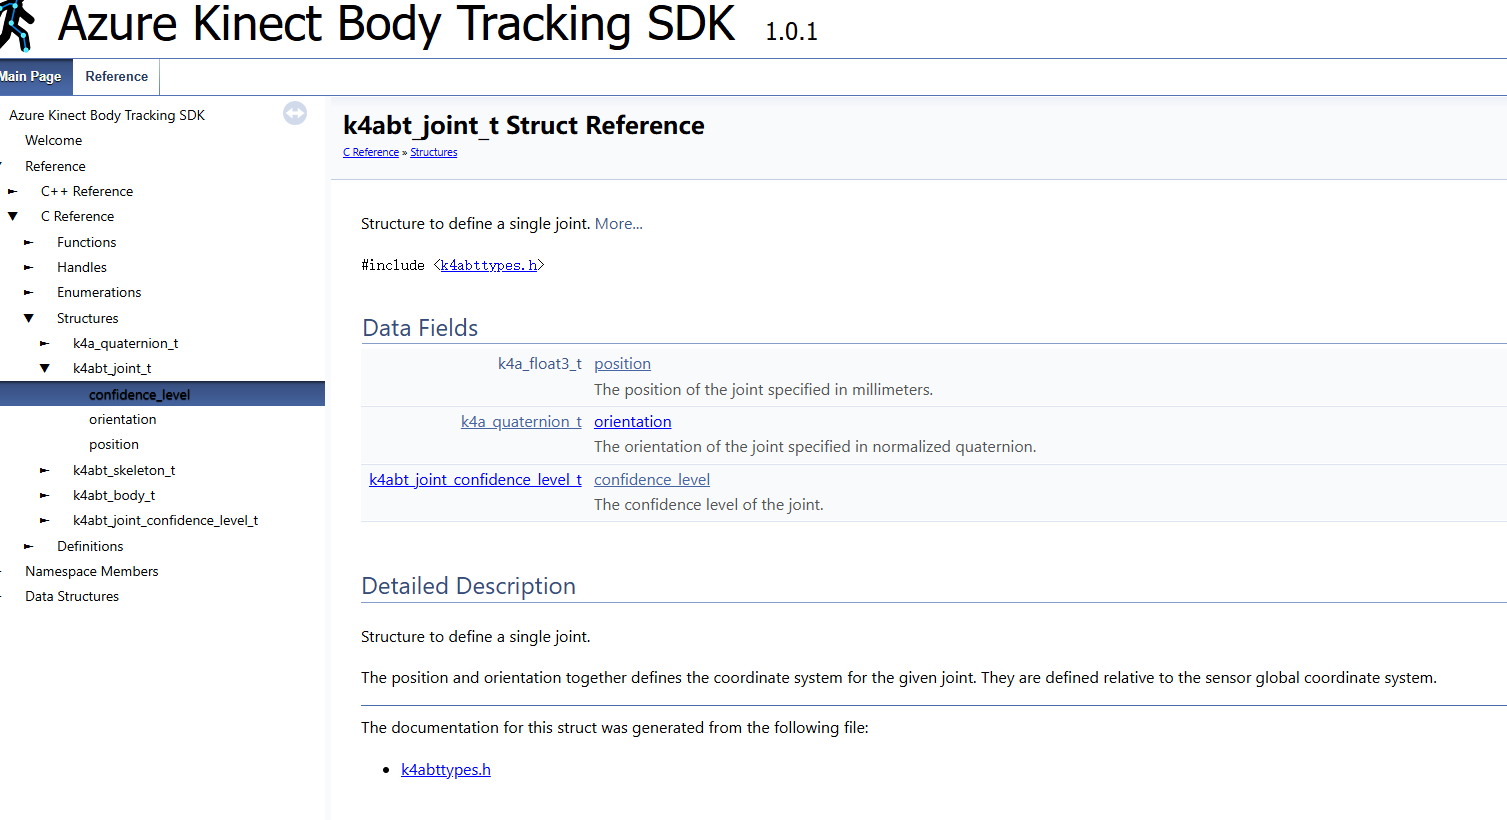 Azure Kinect Body Tracking SDK 1.0.1
Main Page Reference
Azure Kinect Body Tracking SDK
Welcome
Reference
C++ Reference
C Reference
Functions
Handles
Enumerations
Structures
k4a_quaternion_t
k4abt_joint_t
confidence_level
orientation
position
k4abt_skeleton_t
k4abt_body_t
k4abt_joint_confidence_level_t
Definitions
Namespace Members
Data Structures
k4abt_joint_t Struct Reference
C Reference » Structures
Structure to define a single joint. More...
#include <k4abttypes.h>
Data Fields
k4a_float3_t position
The position of the joint specified in millimeters.
k4a_quaternion_t orientation
The orientation of the joint specified in normalized quaternion.
k4abt_joint_confidence_level_t confidence_level
The confidence level of the joint.
Detailed Description
Structure to define a single joint.
The position and orientation together defines the coordinate system for the given joint. They are defined relative to the sensor global coordinate system.
The documentation for this struct was generated from the following file:
• k4abttypes.h